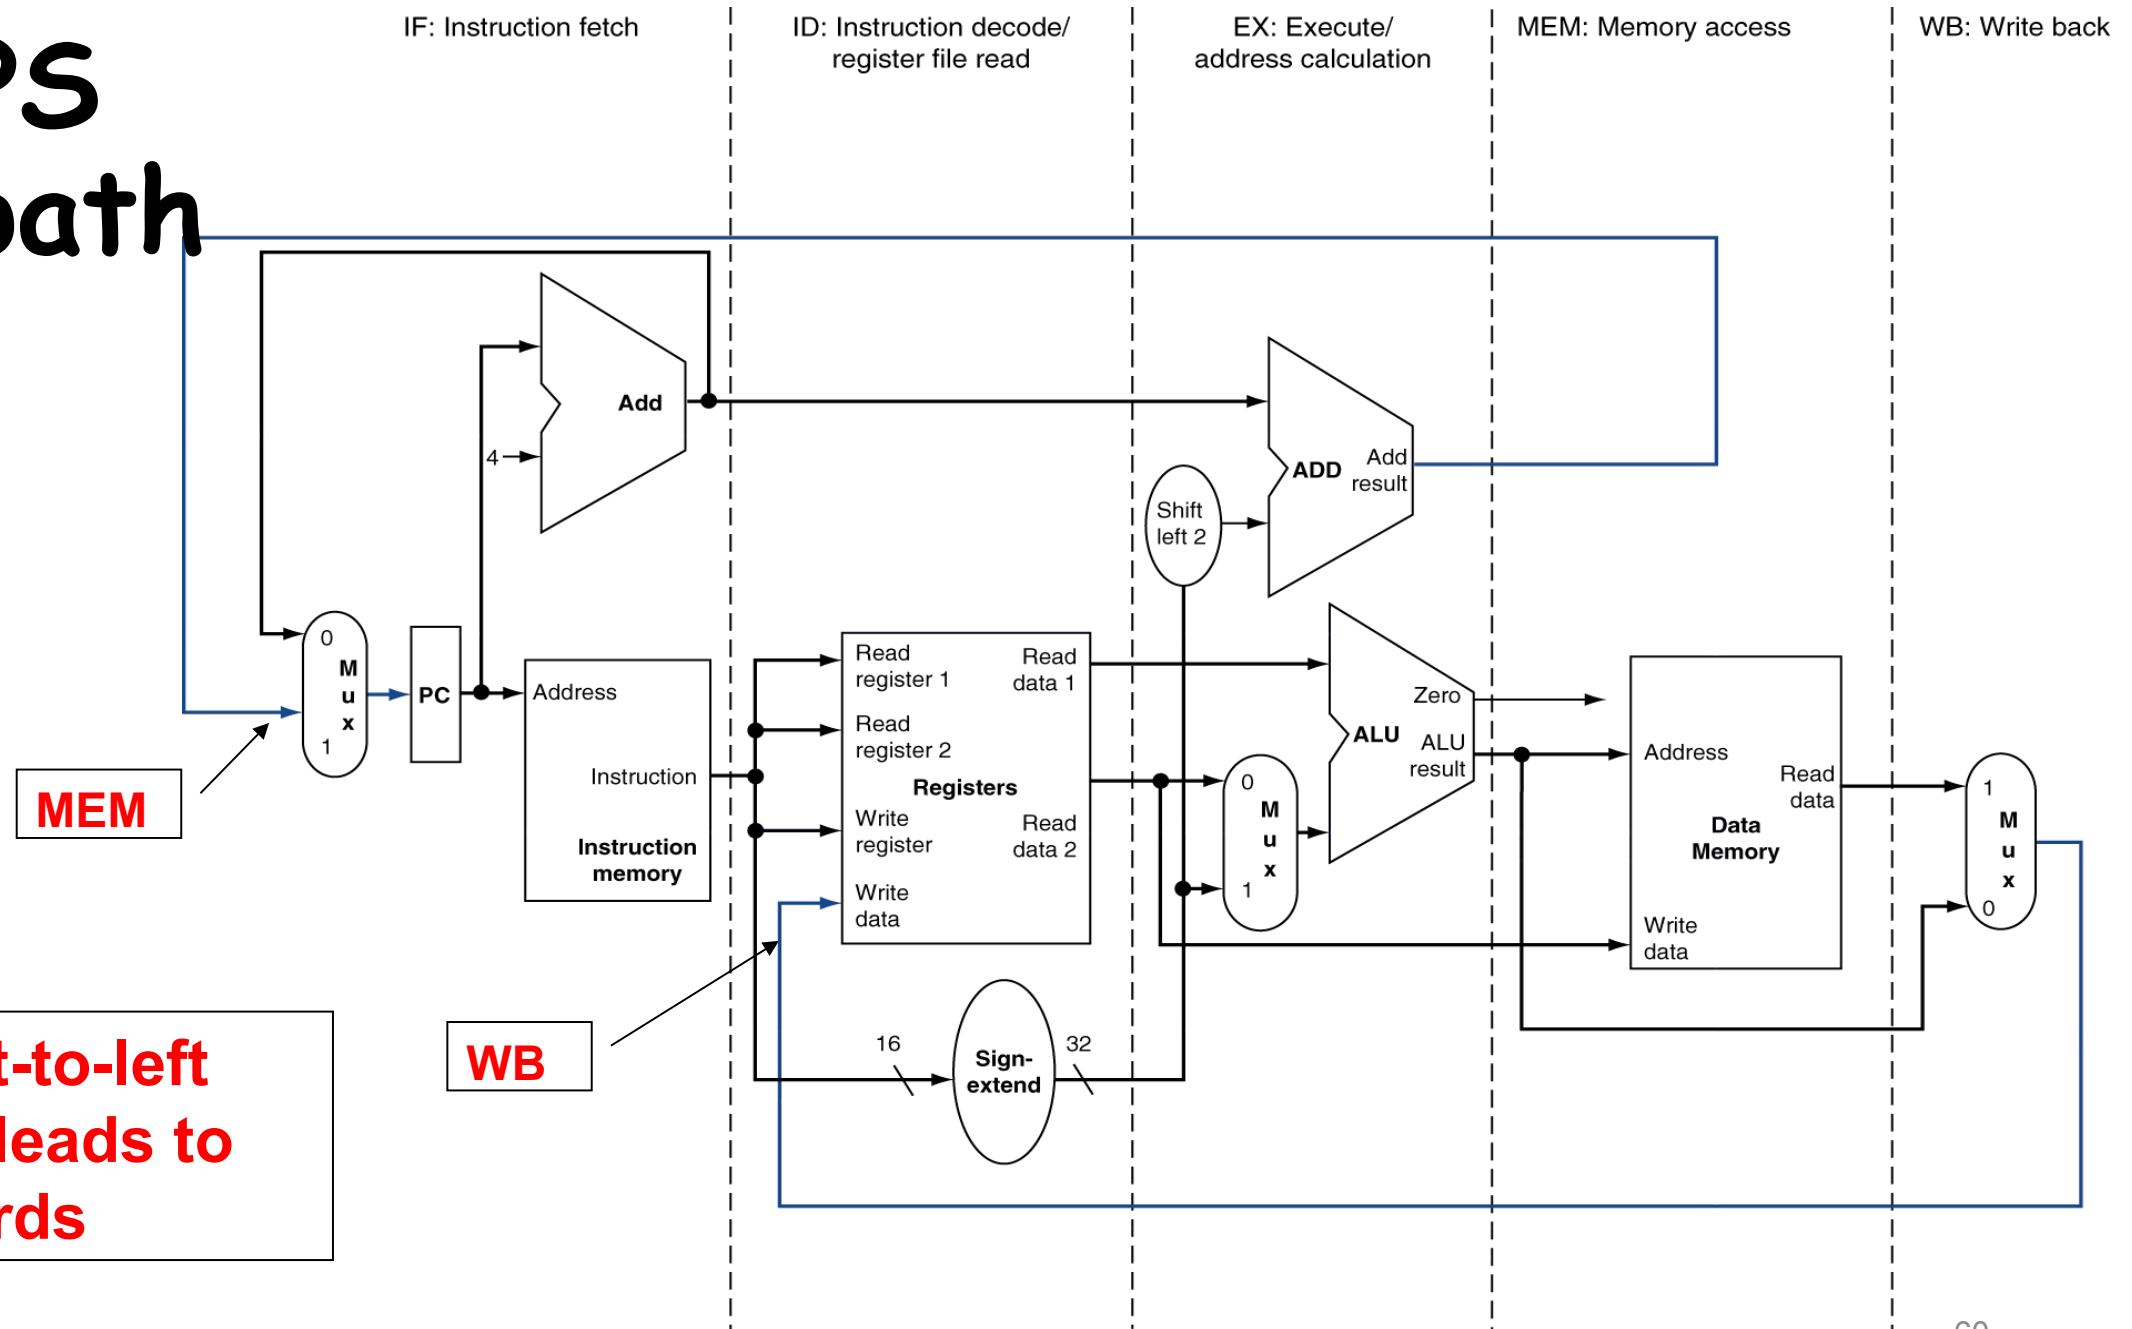 IF: Instruction fetch
ID: Instruction decode/
register file read
EX: Execute/
address calculation
MEM: Memory access
WB: Write back
PS
path
Add
4
ADD
Add
result
Shift
left 2
0
M
u
x
1
PC
Address
Instruction
Instruction
memory
Read
register 1
Read
register 2
Registers
Write
register
Write
data
Read
data 1
Read
data 2
0
M
u
x
1
Zero
ALU
ALU
result
Address
Read
data
Data
Memory
Write
data
1
M
u
x
0
MEM
WB
16
Sign-
extend
32
t-to-left
leads to
rds